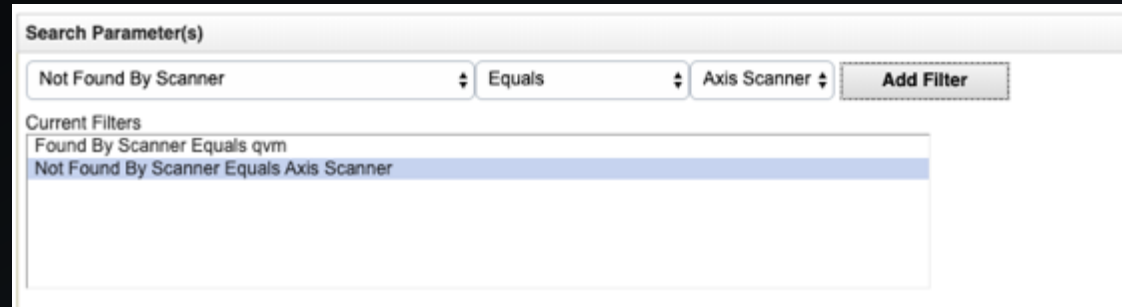 Search Parameter(s)
Not Found By Scanner Equals Axis Scanner Add Filter
Current Filters
Found By Scanner Equals qvm
Not Found By Scanner Equals Axis Scanner